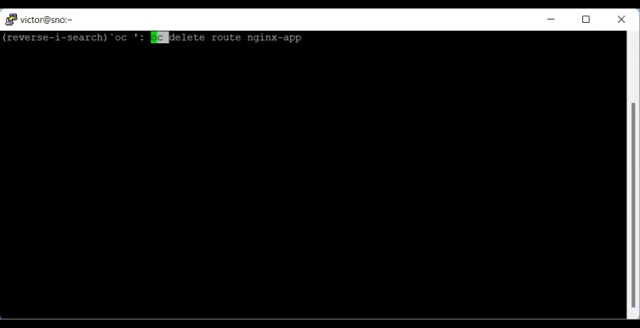 victor@sno:~
(reverse-i-search)`oc ': oc delete route nginx-app